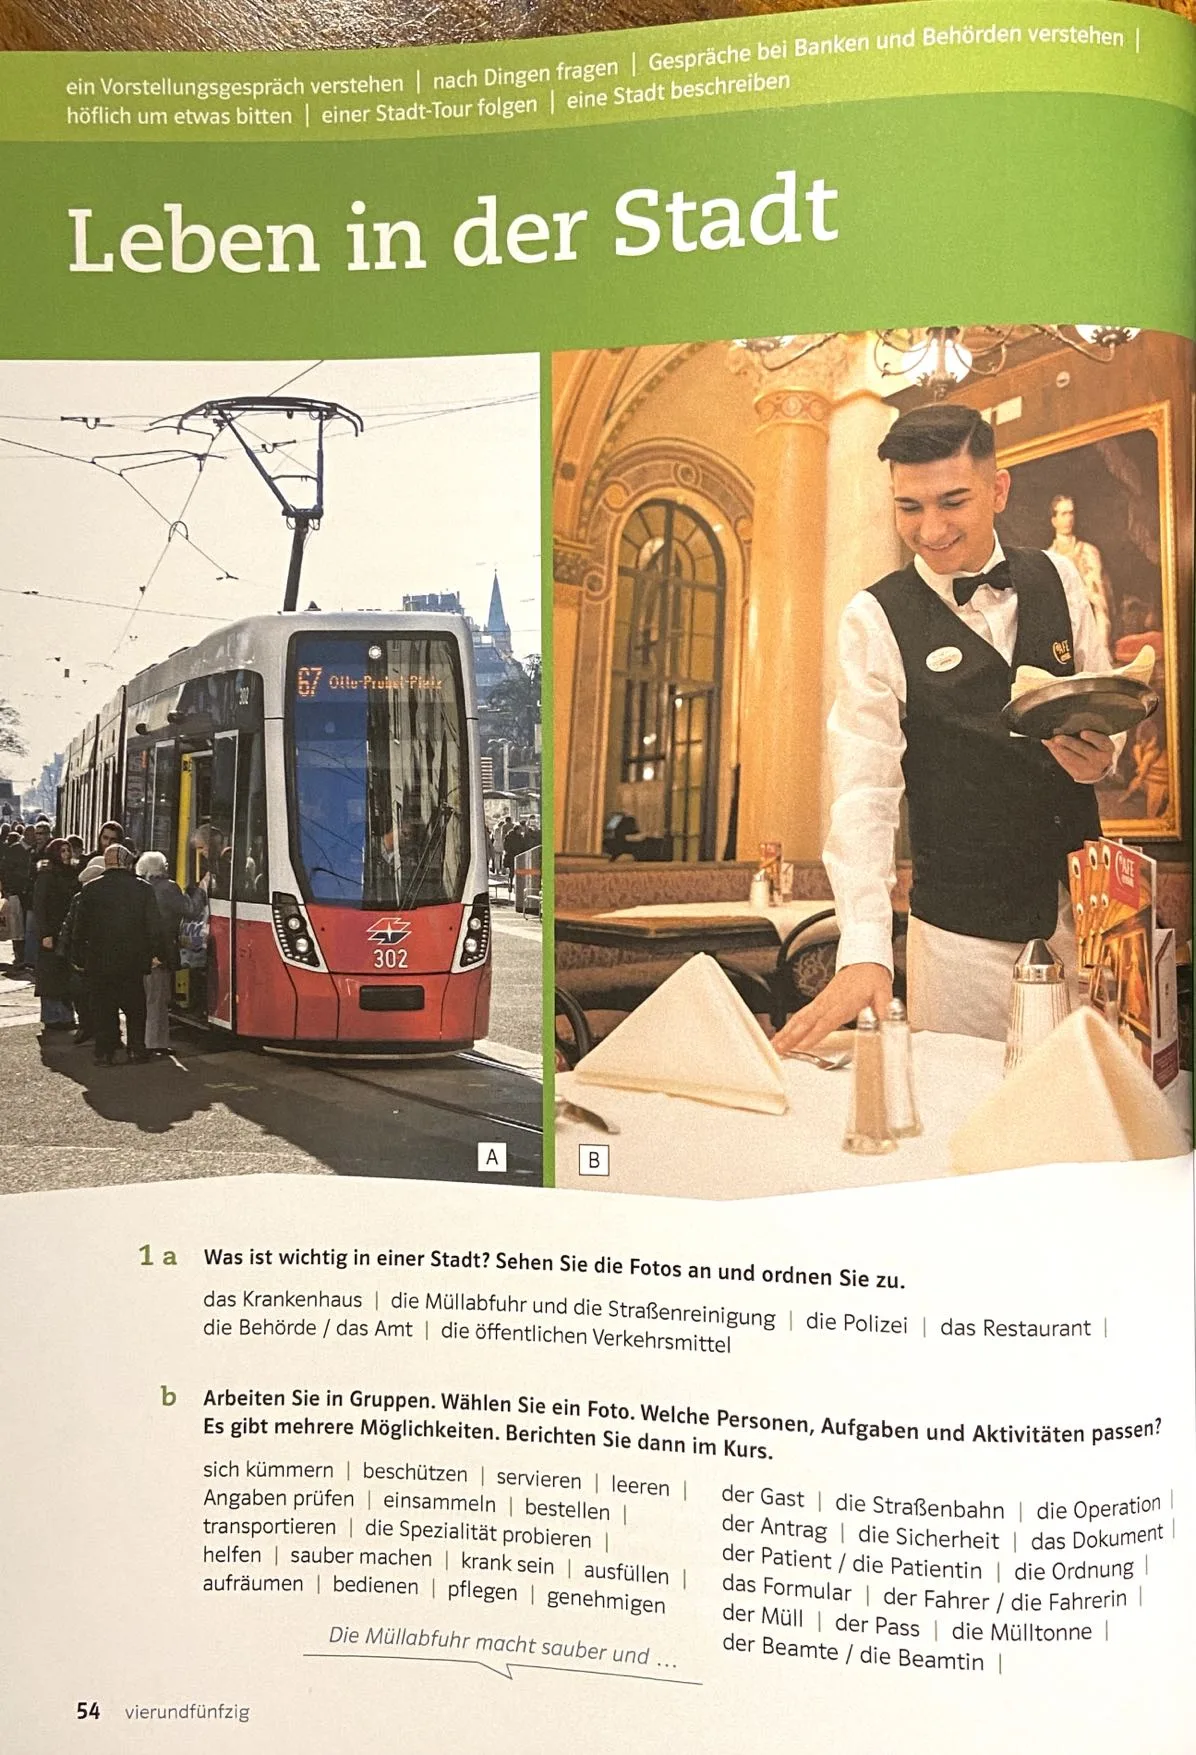 ein Vorstellungsgespräch verstehen | nach Dingen fragen | Gespräche bei Banken und Behörden verstehen |
höflich um etwas bitten | einer Stadt-Tour folgen | eine Stadt beschreiben
Leben in der Stadt
67 Otto-Probst-Platz
302
302
A
CAFE
CAFE
B
1 a Was ist wichtig in einer Stadt? Sehen Sie die Fotos an und ordnen Sie zu.
das Krankenhaus | die Müllabfuhr und die Straßenreinigung | die Polizei | das Restaurant |
die Behörde / das Amt | die öffentlichen Verkehrsmittel
b Arbeiten Sie in Gruppen. Wählen Sie ein Foto. Welche Personen, Aufgaben und Aktivitäten passen?
Es gibt mehrere Möglichkeiten. Berichten Sie dann im Kurs.
sich kümmern | beschützen | servieren | leeren |
Angaben prüfen | einsammeln | bestellen |
transportieren | die Spezialität probieren |
helfen | sauber machen | krank sein | ausfüllen |
aufräumen | bedienen | pflegen | genehmigen
der Gast | die Straßenbahn | die Operation |
der Antrag | die Sicherheit | das Dokument |
der Patient / die Patientin | die Ordnung |
das Formular | der Fahrer / die Fahrerin |
der Müll | der Pass | die Mülltonne |
der Beamte / die Beamtin |
Die Müllabfuhr macht sauber und ...
54 vierundfünfzig